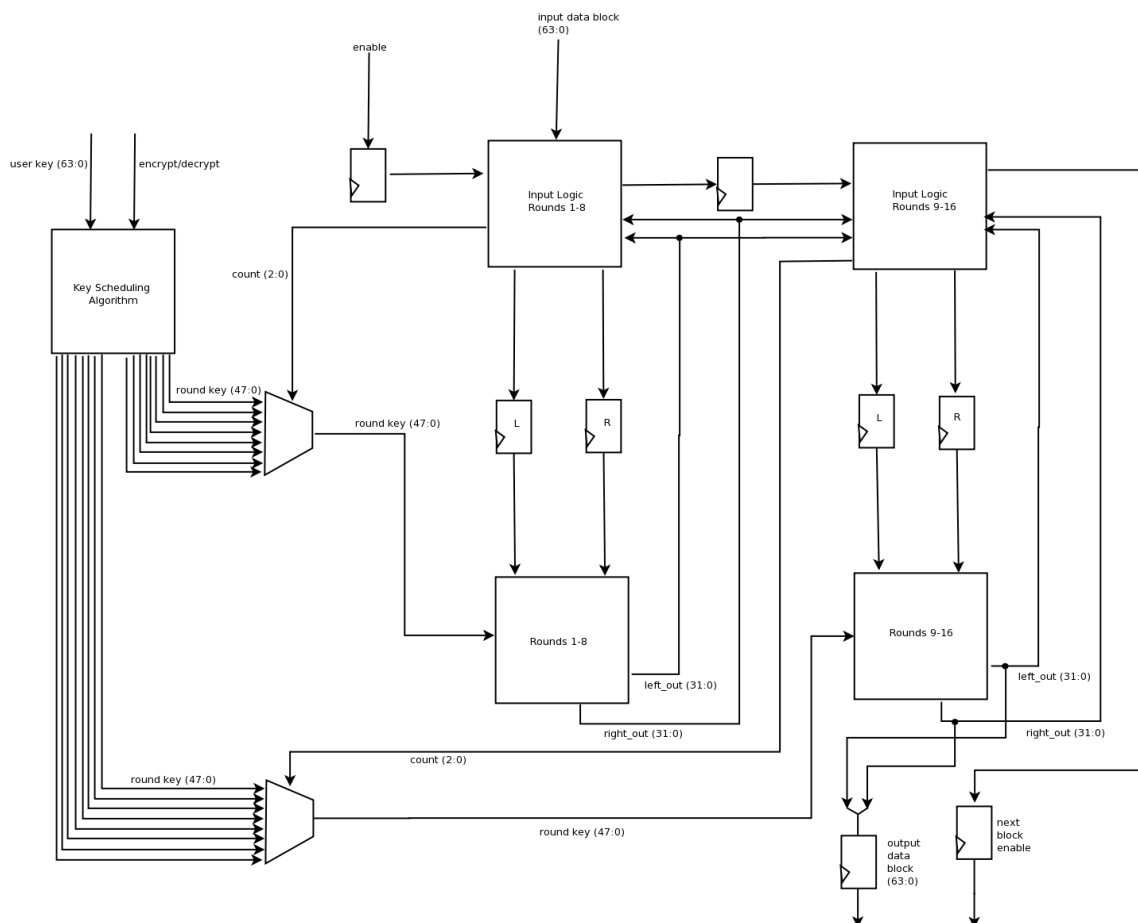 input data block
(63:0)
enable
user key (63:0)
encrypt/decrypt
Input Logic
Rounds 1-8
Input Logic
Rounds 9-16
count (2:0)
Key Scheduling
Algorithm
round key (47:0)
round key (47:0)
L
R
L
R
Rounds 1-8
Rounds 9-16
left_out (31:0)
right_out (31:0)
left_out (31:0)
right_out (31:0)
count (2:0)
round key (47:0)
round key (47:0)
output
data
block
(63:0)
next
block
enable